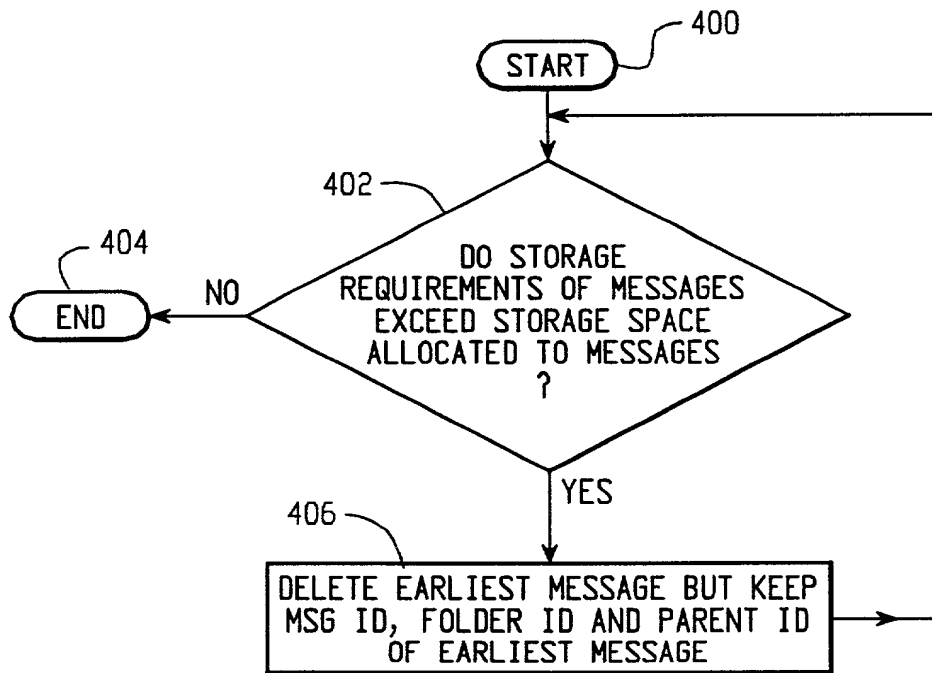 START
400
402
DO STORAGE
REQUIREMENTS OF MESSAGES
EXCEED STORAGE SPACE
ALLOCATED TO MESSAGES
?
404
NO
END
YES
406
DELETE EARLIEST MESSAGE BUT KEEP
MSG ID, FOLDER ID AND PARENT ID
OF EARLIEST MESSAGE